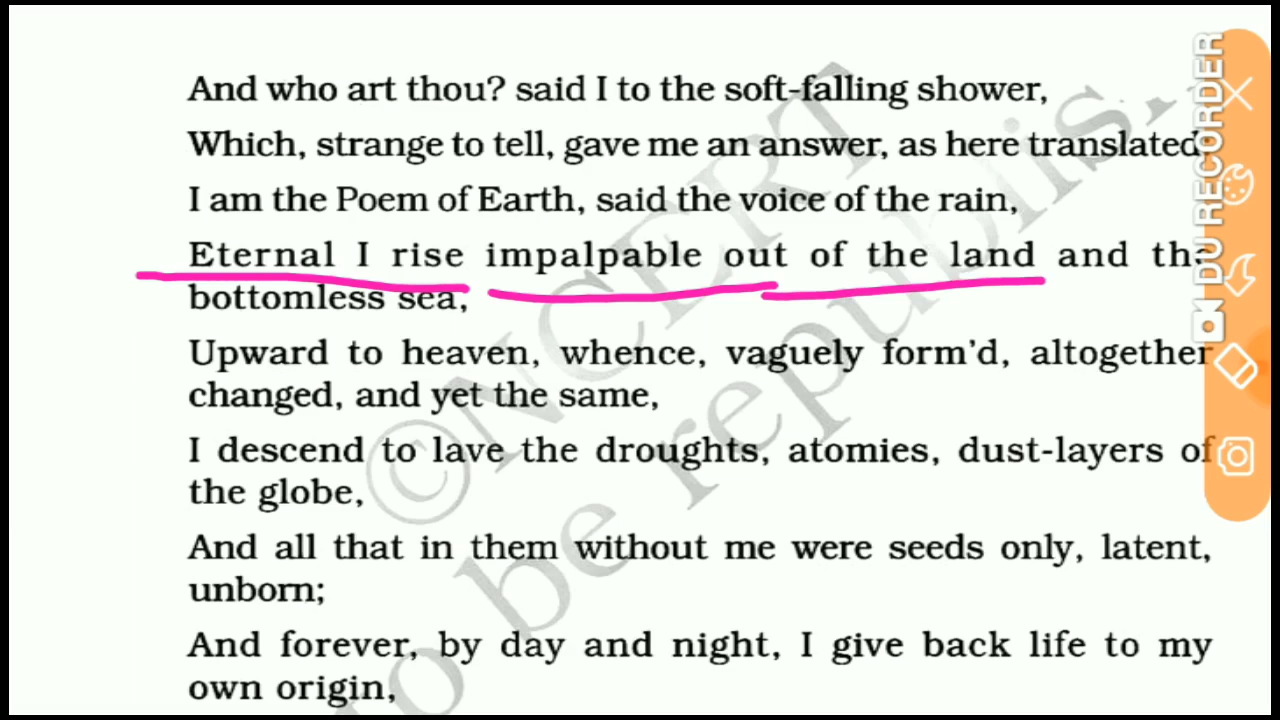 And who art thou? said I to the soft-falling shower,
Which, strange to tell, gave me an answer, as here translated
I am the Poem of Earth, said the voice of the rain,
Eternal I rise impalpable out of the land and the
bottomless sea,
Upward to heaven, whence, vaguely form'd, altogether
changed, and yet the same,
I descend to lave the droughts, atomies, dust-layers of
the globe,
And all that in them without me were seeds only, latent,
unborn;
And forever, by day and night, I give back life to my
own origin,
©NCERT
to be republis
DU RECORDER